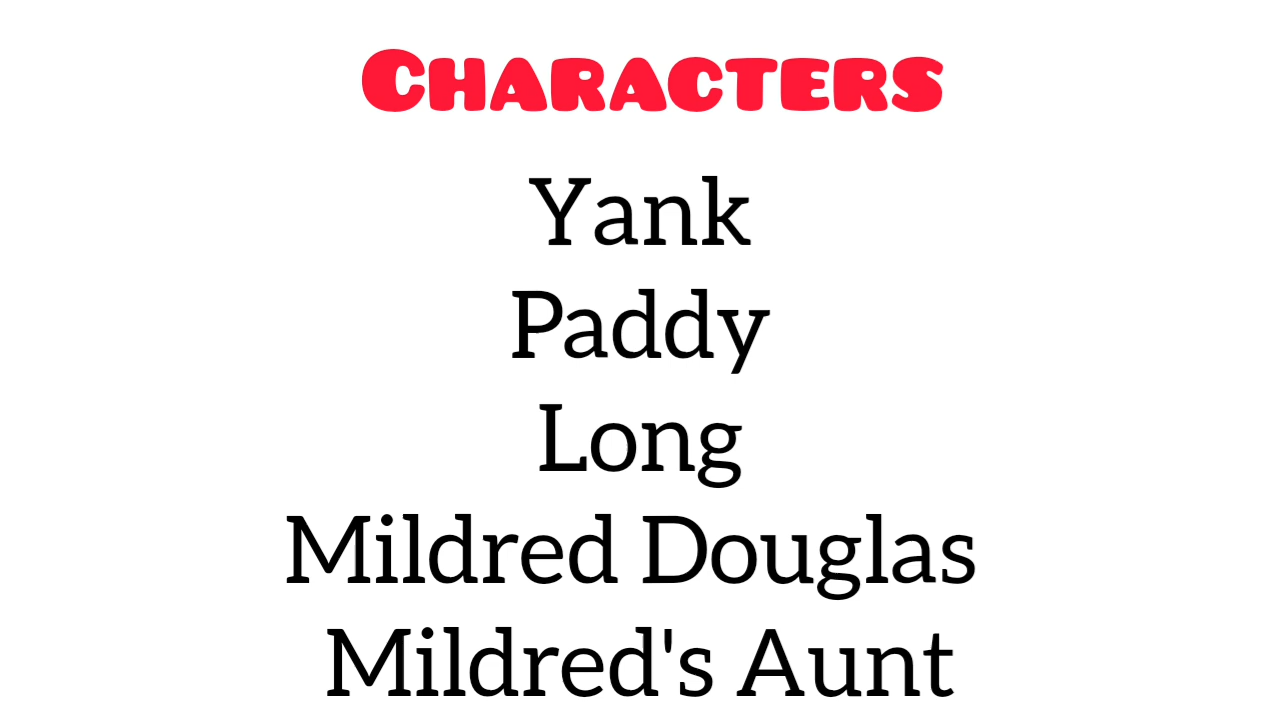 Characters
Yank
Paddy
Long
Mildred Douglas
Mildred's Aunt